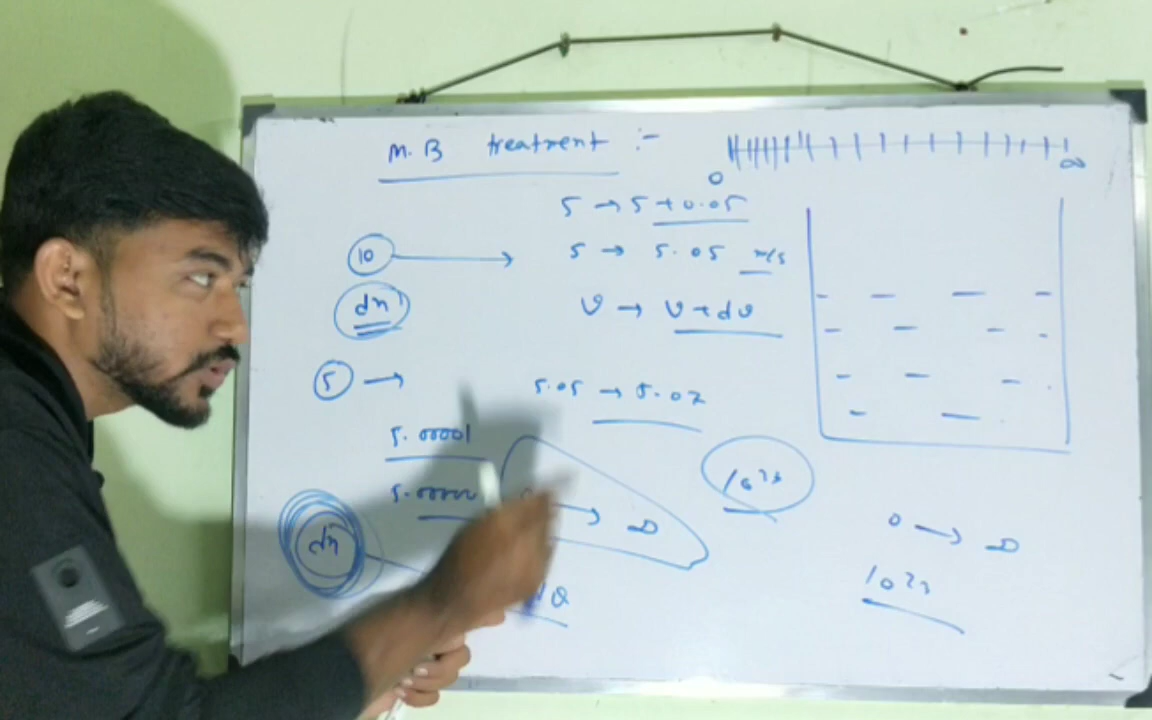 M.B treatment :-
0 ∞
5 → 5 + 0.05
10 → 5 → 5.05 m/s
dn v → v + dv
5 → 5.05 → 5.07
5.00001
5.0000
10²³
dn → ∞
0 → ∞
10²³